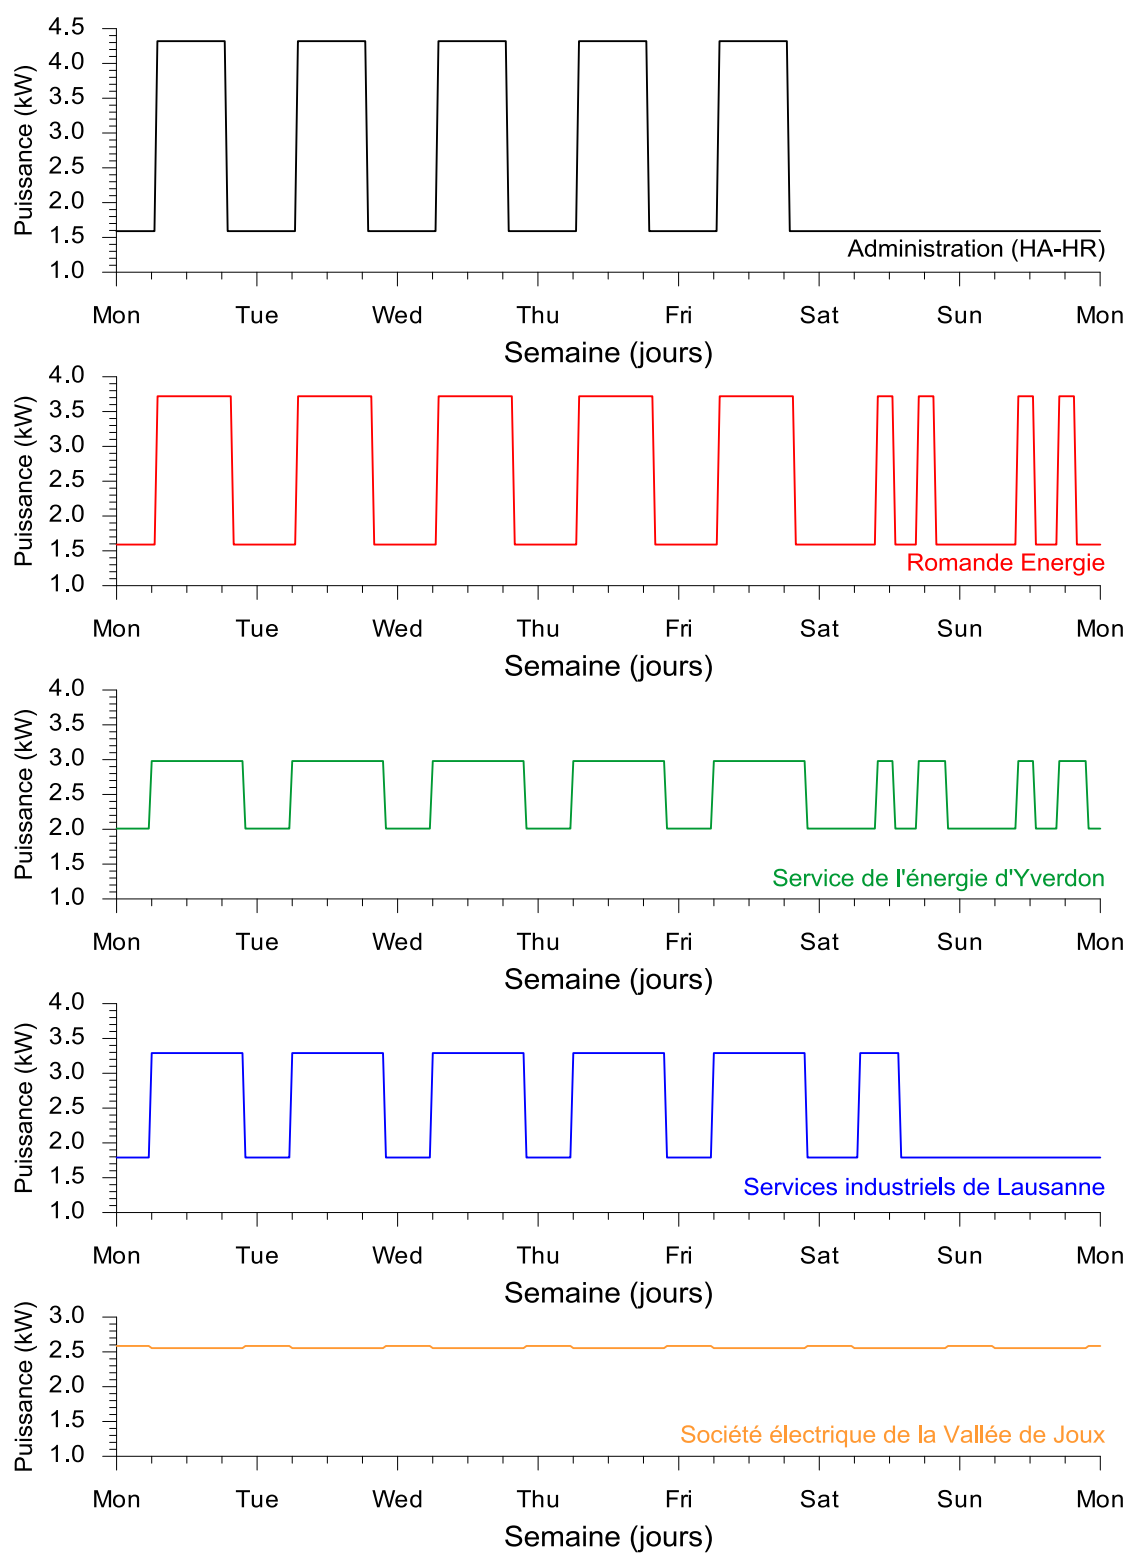 Puissance (kW)
4.5
4.0
3.5
3.0
2.5
2.0
1.5
1.0
Administration (HA-HR)
Mon Tue Wed Thu Fri Sat Sun Mon
Semaine (jours)
Puissance (kW)
4.0
3.5
3.0
2.5
2.0
1.5
1.0
Romande Energie
Mon Tue Wed Thu Fri Sat Sun Mon
Semaine (jours)
Puissance (kW)
4.0
3.5
3.0
2.5
2.0
1.5
1.0
Service de l'énergie d'Yverdon
Mon Tue Wed Thu Fri Sat Sun Mon
Semaine (jours)
Puissance (kW)
4.0
3.5
3.0
2.5
2.0
1.5
1.0
Services industriels de Lausanne
Mon Tue Wed Thu Fri Sat Sun Mon
Semaine (jours)
Puissance (kW)
3.0
2.5
2.0
1.5
1.0
Société électrique de la Vallée de Joux
Mon Tue Wed Thu Fri Sat Sun Mon
Semaine (jours)